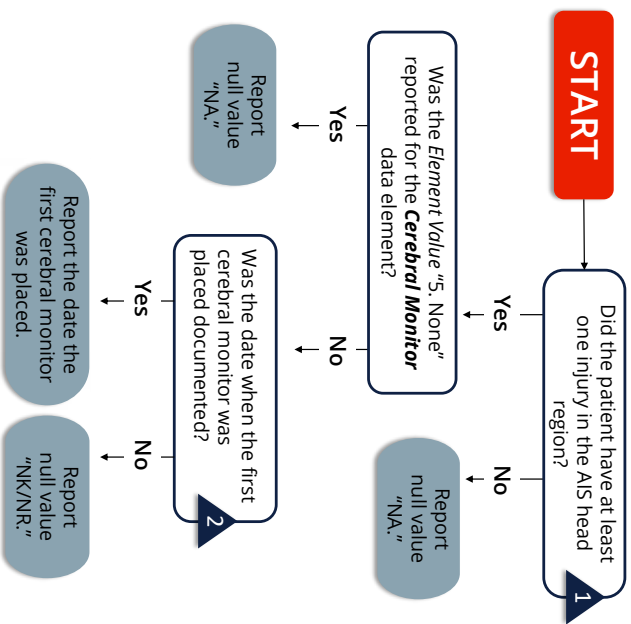 START
Did the patient have at least
one injury in the AIS head
region?
1
Yes
No
Was the Element Value “5. None”
reported for the Cerebral Monitor
data element?
Report
null value
“NA.”
Yes
No
Report
null value
“NA.”
Was the date when the first
cerebral monitor was
placed documented?
2
Yes
No
Report the date the
first cerebral monitor
was placed.
Report
null value
“NK/NR.”